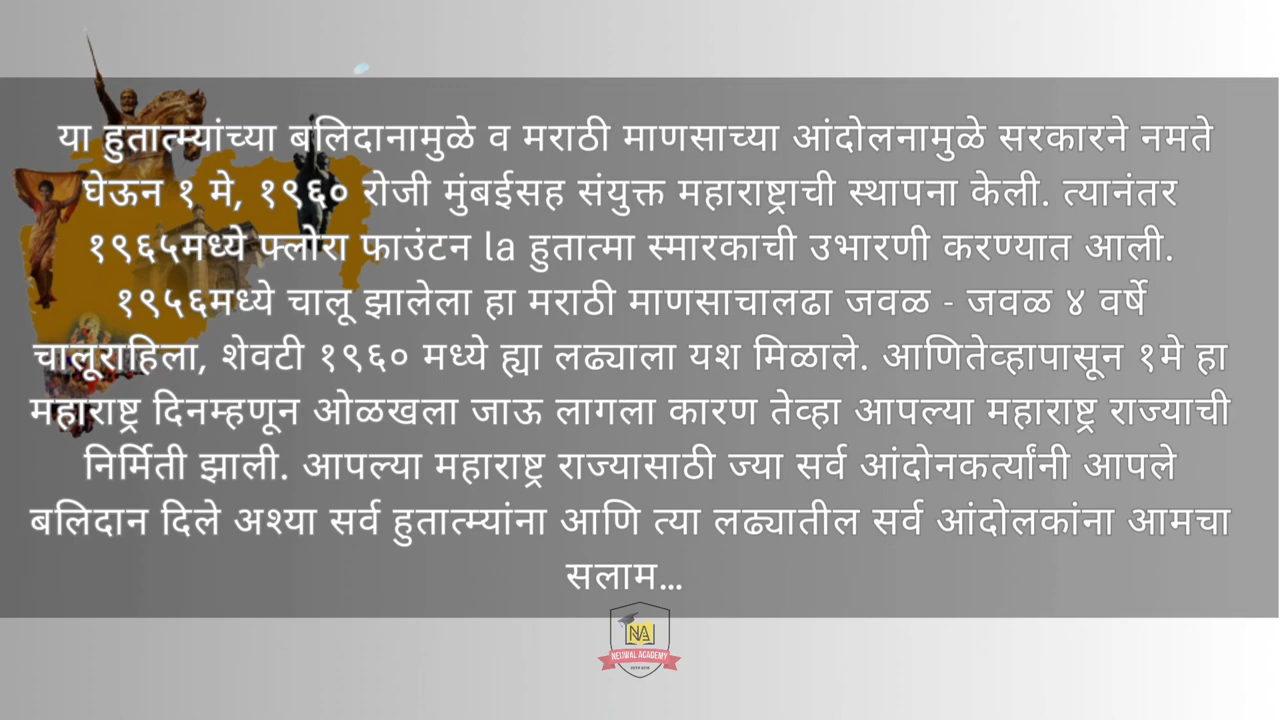 या हुतात्म्यांच्या बलिदानामुळे व मराठी माणसाच्या आंदोलनामुळे सरकारने नमते
घेऊन १ मे, १९६० रोजी मुंबईसह संयुक्त महाराष्ट्राची स्थापना केली. त्यानंतर
१९६५मध्ये फ्लोरा फाउंटन la हुतात्मा स्मारकाची उभारणी करण्यात आली.
१९५६मध्ये चालू झालेला हा मराठी माणसाचालढा जवळ - जवळ ४ वर्षे
चालूराहिला, शेवटी १९६० मध्ये ह्या लढ्याला यश मिळाले. आणितेव्हापासून १मे हा
महाराष्ट्र दिनम्हणून ओळखला जाऊ लागला कारण तेव्हा आपल्या महाराष्ट्र राज्याची
निर्मिती झाली. आपल्या महाराष्ट्र राज्यासाठी ज्या सर्व आंदोनकर्त्यांनी आपले
बलिदान दिले अश्या सर्व हुतात्म्यांना आणि त्या लढ्यातील सर्व आंदोलकांना आमचा
सलाम...
NA
NEUWAL ACADEMY